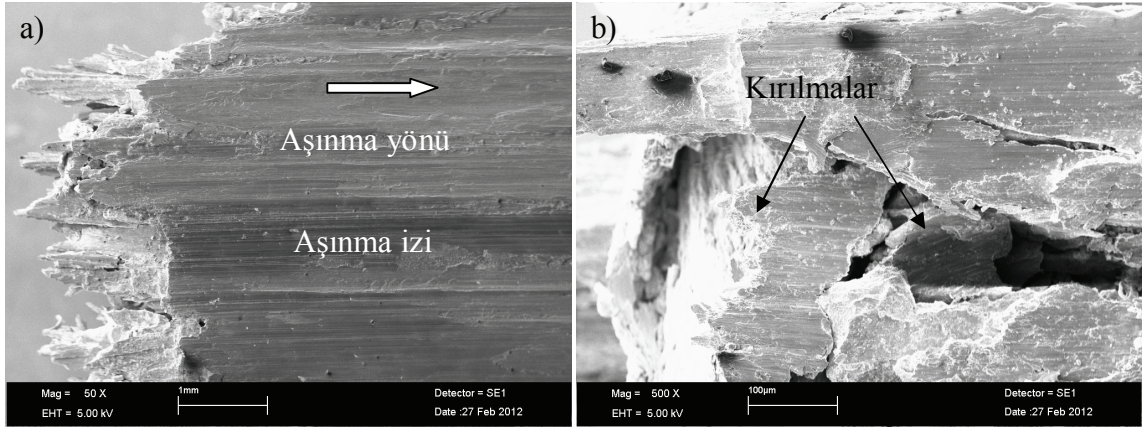 a)
Aşınma yönü
Aşınma izi
Mag = 50 X
EHT = 5.00 kV
1mm
Detector = SE1
Date :27 Feb 2012
b)
Kırılmalar
Mag = 500 X
EHT = 5.00 kV
100µm
Detector = SE1
Date :27 Feb 2012